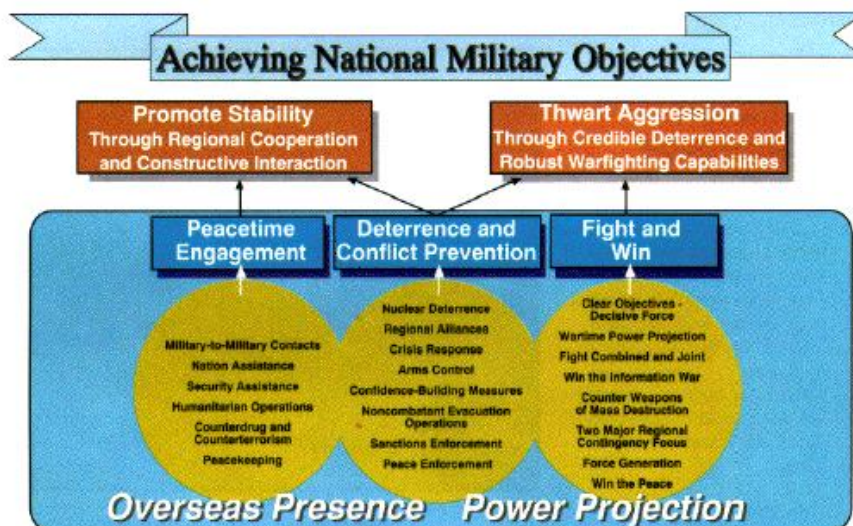 Achieving National Military Objectives
Promote Stability
Through Regional Cooperation
and Constructive Interaction
Thwart Aggression
Through Credible Deterrence and
Robust Warfighting Capabilities
Peacetime
Engagement
Deterrence and
Conflict Prevention
Fight and
Win
Military-to-Military Contacts
Nation Assistance
Security Assistance
Humanitarian Operations
Counterdrug and
Counterterrorism
Peacekeeping
Nuclear Deterrence
Regional Alliances
Crisis Response
Arms Control
Confidence-Building Measures
Noncombatant Evacuation
Operations
Sanctions Enforcement
Peace Enforcement
Clear Objectives -
Decisive Force
Wartime Power Projection
Fight Combined and Joint
Win the Information War
Counter Weapons
of Mass Destruction
Two Major Regional
Contingency Focus
Force Generation
Win the Peace
Overseas Presence
Power Projection